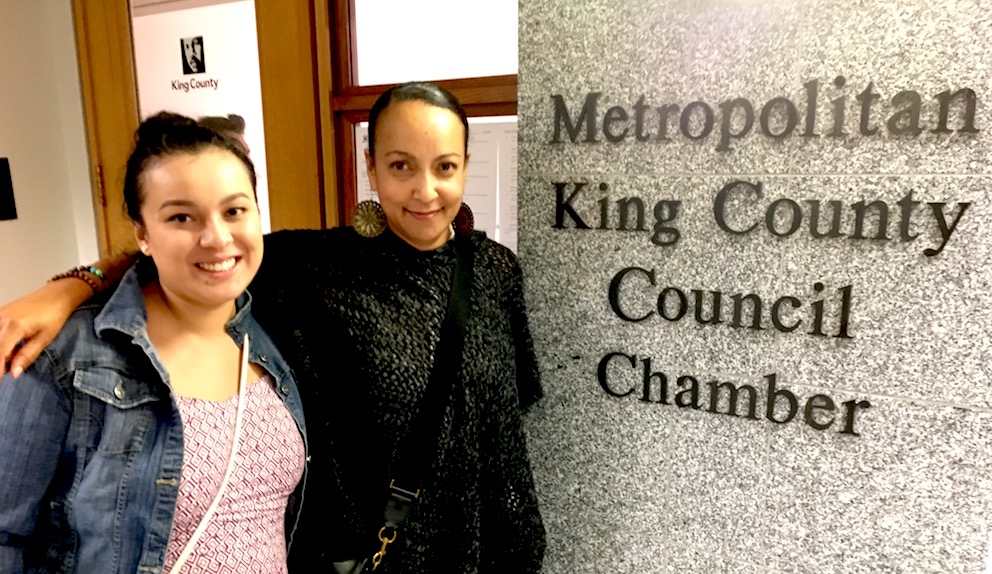 King County
Metropolitan
King County
Council
Chamber